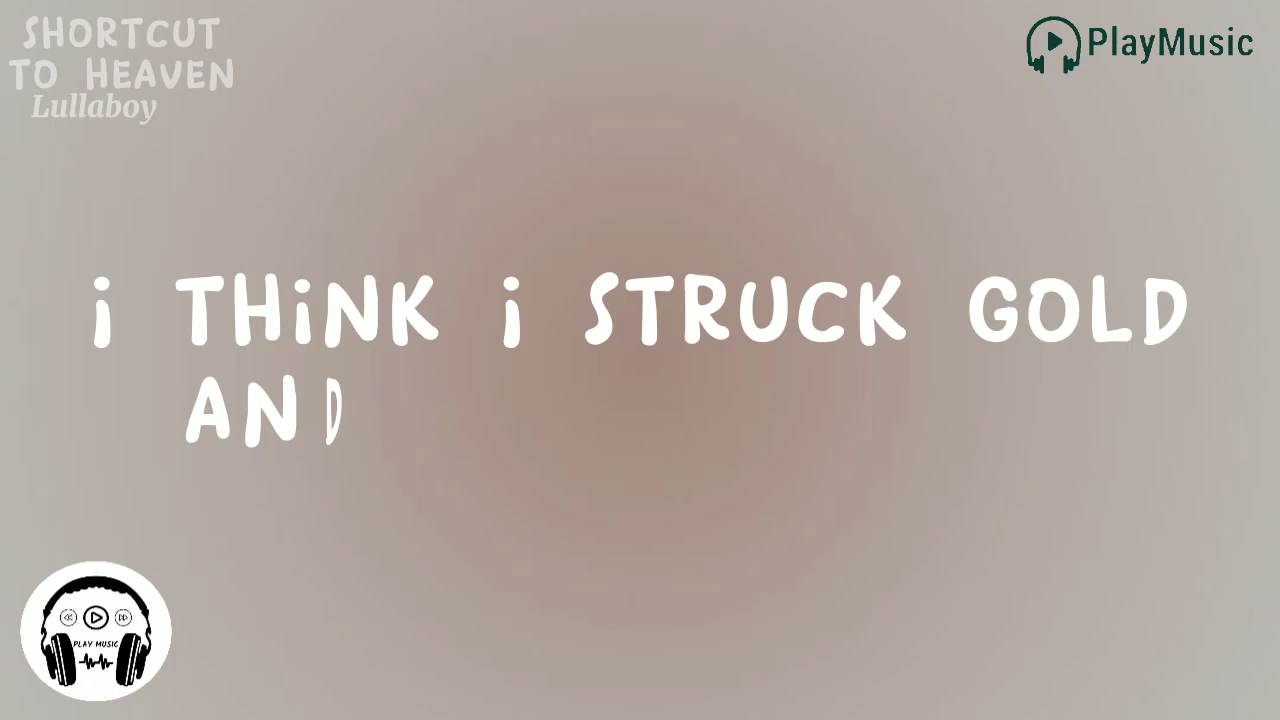 SHORTCUT
TO HEAVEN
Lullaboy
PlayMusic
i THiNK i STRUCK GOLD
AND
PLAY MUSIC